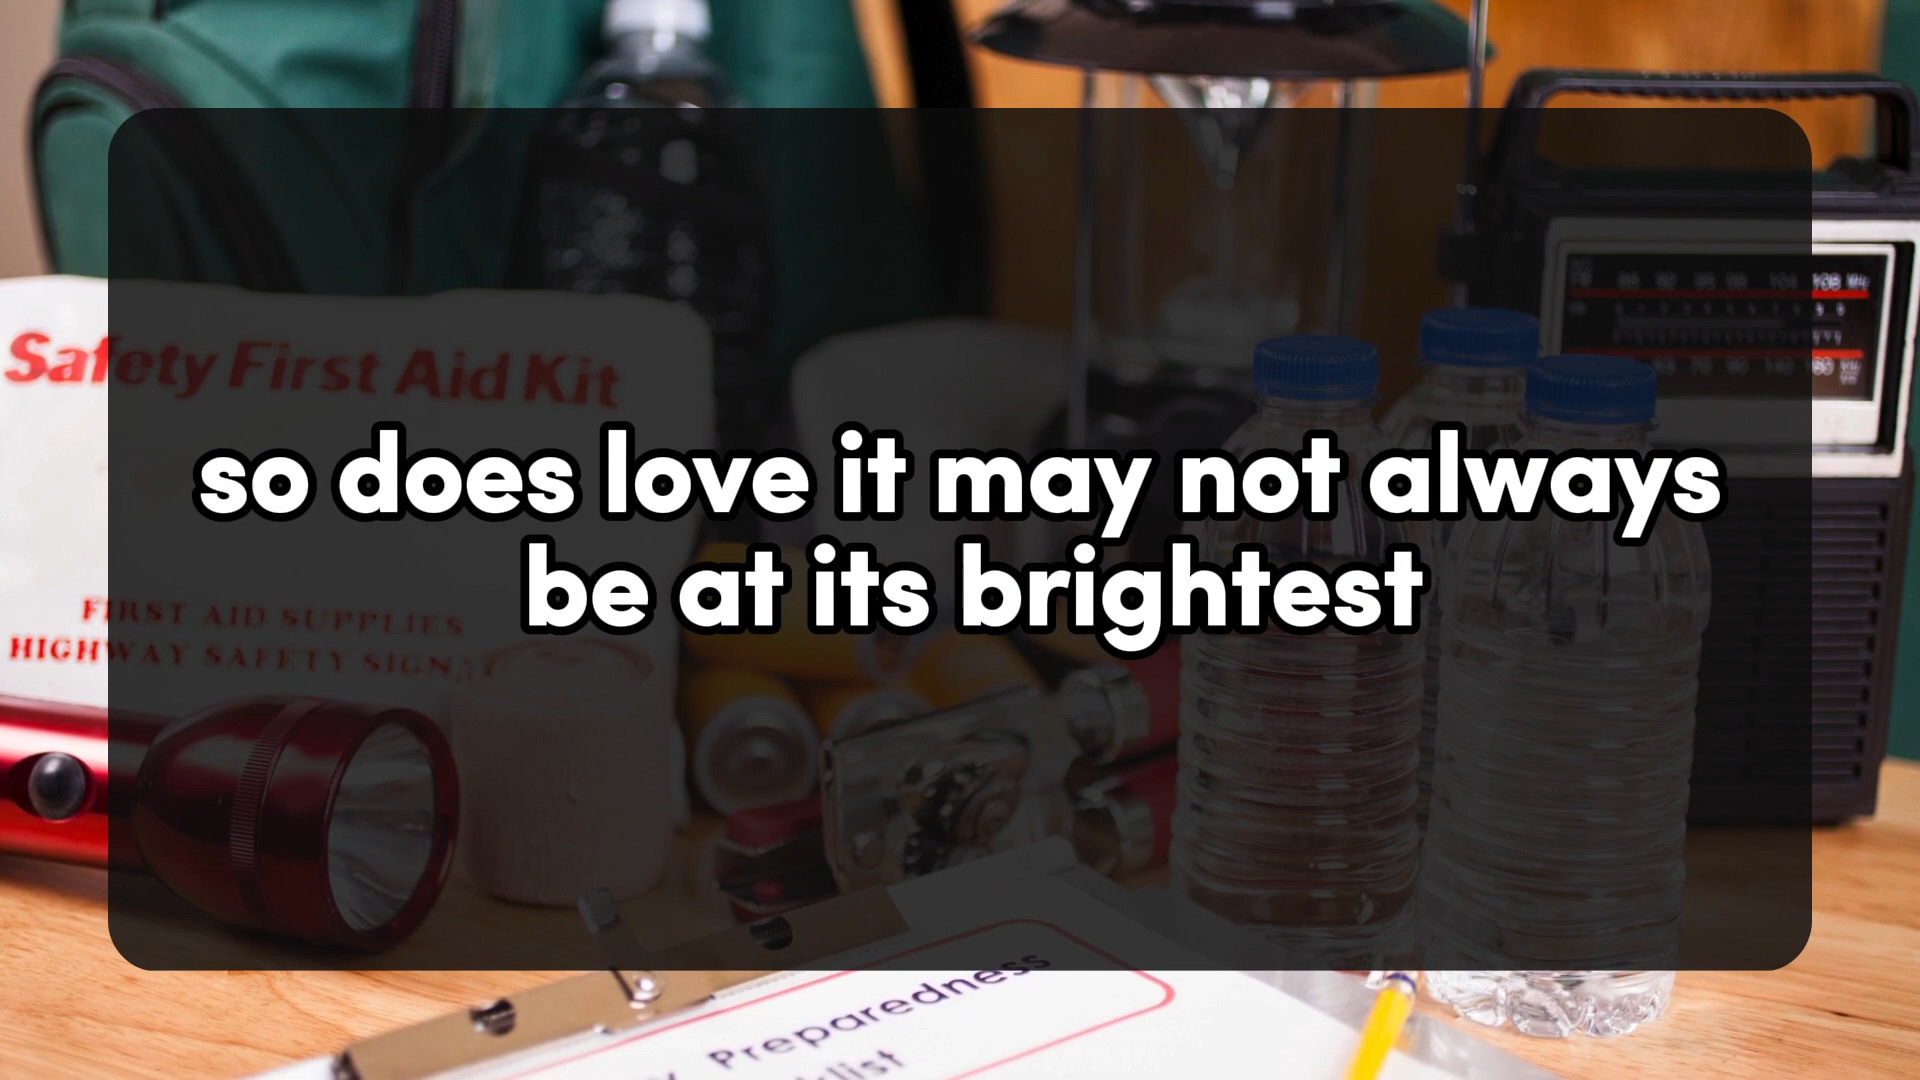 Safety First Aid Kit
so does love it may not always
be at its brightest
FIRST AID SUPPLIES
HIGHWAY SAFETY SIGN
Preparedness